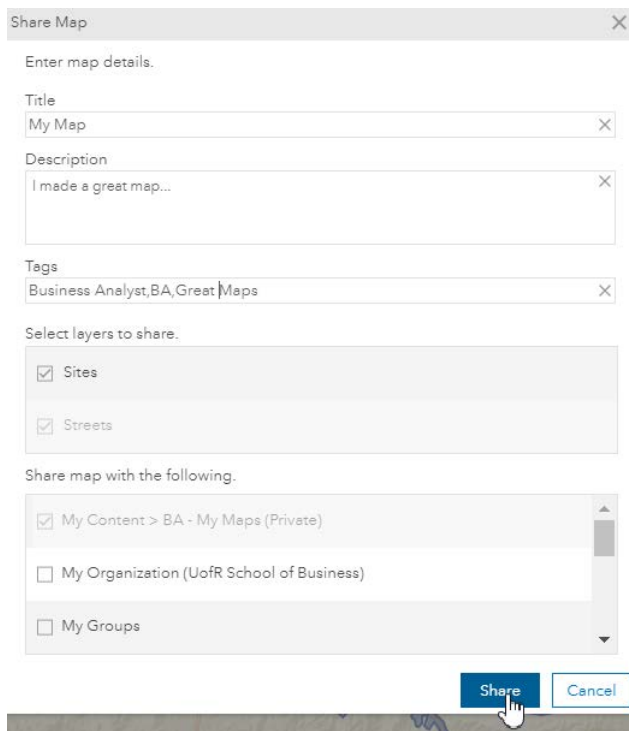 Share Map
Enter map details.
Title
My Map
Description
I made a great map...
Tags
Business Analyst,BA,Great Maps
Select layers to share.
Sites
Streets
Share map with the following.
My Content > BA - My Maps (Private)
My Organization (UofR School of Business)
My Groups
Share Cancel